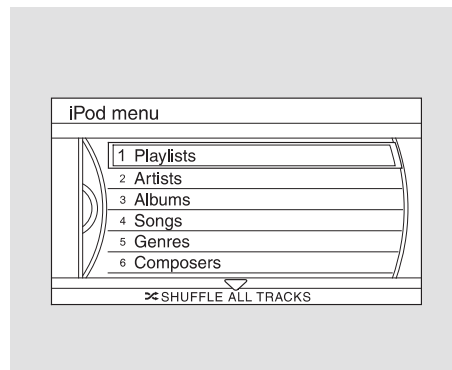 iPod menu
1 Playlists
2 Artists
3 Albums
4 Songs
5 Genres
6 Composers
SHUFFLE ALL TRACKS